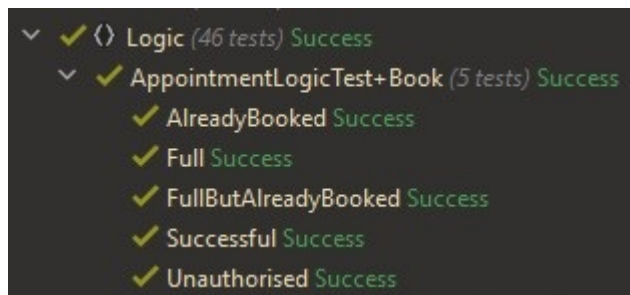 Logic (46 tests) Success
AppointmentLogicTest+Book (5 tests) Success
AlreadyBooked Success
Full Success
FullButAlreadyBooked Success
Successful Success
Unauthorised Success